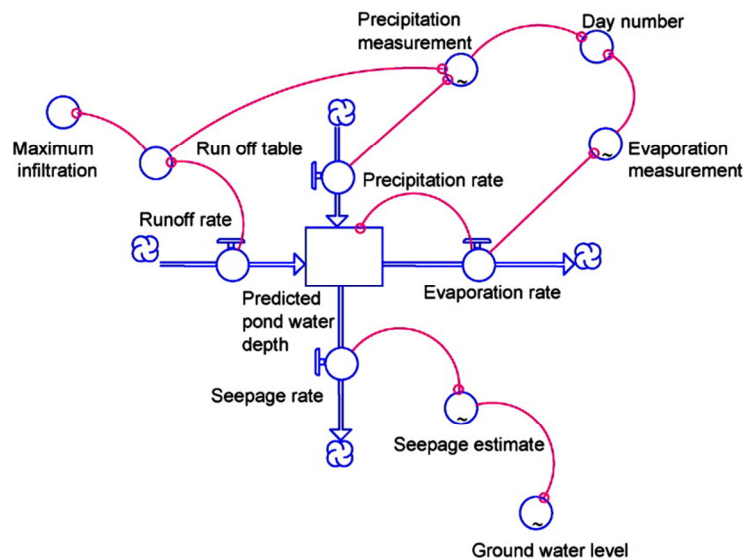 Precipitation
measurement
Day number
Maximum
infiltration
Run off table
Evaporation
measurement
Precipitation rate
Runoff rate
Evaporation rate
Predicted
pond water
depth
Seepage rate
Seepage estimate
Ground water level
~
~
~
~